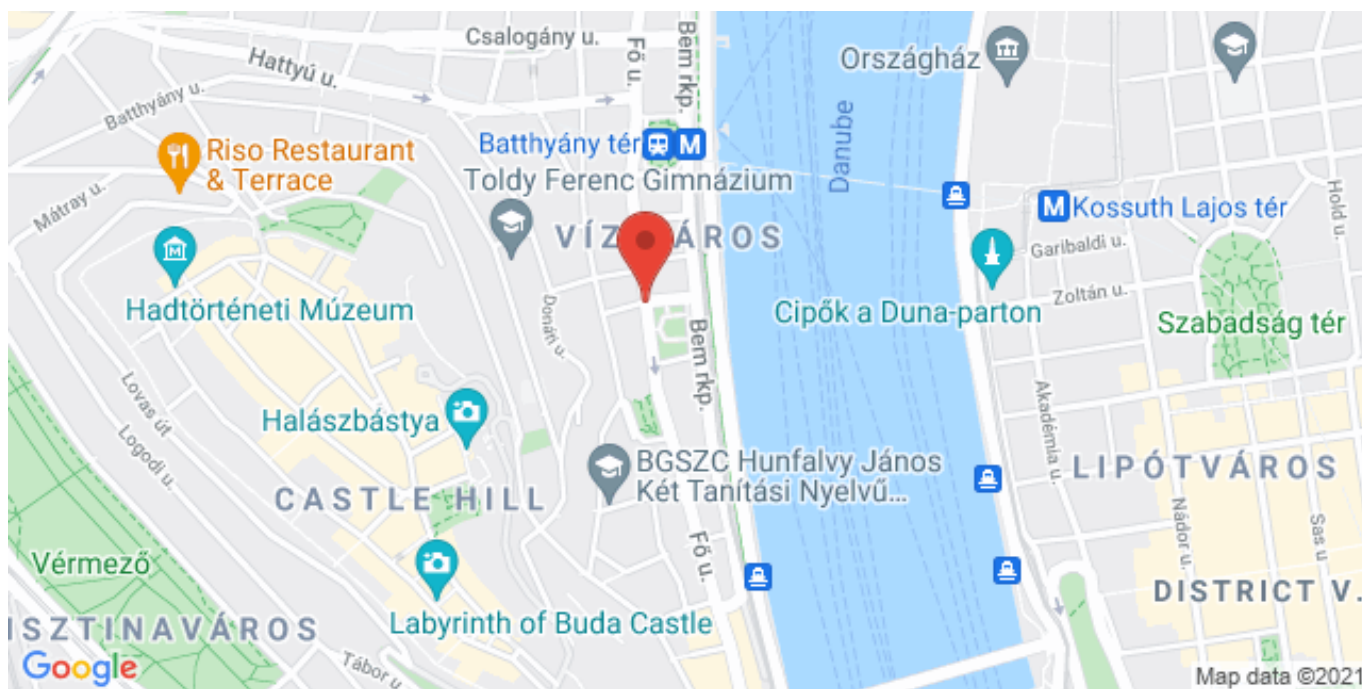 Csalogány u.
Fő u.
Bem rkp.
Országház
Hattyú u.
Batthyány u.
Danube
Batthyány tér
M
Riso Restaurant
& Terrace
Toldy Ferenc Gimnázium
Mátray u.
M Kossuth Lajos tér
Hold u.
VÍZ ÁROS
Garibaldi u.
M
Hadtörténeti Múzeum
Zoltán u.
Cipők a Duna-parton
Szabadság tér
Donáti u.
Bem rkp.
Lovas út
Logodi u.
Halászbástya
Akadémia u.
BGSZC Hunfalvy János
Két Tanítási Nyelvű...
LIPÓTVÁROS
CASTLE HILL
Nádor u.
Sas u
Fő u.
Vérmező
DISTRICT V.
Labyrinth of Buda Castle
ISZTINAVÁROS
Tábor u.
Google
Map data ©2021